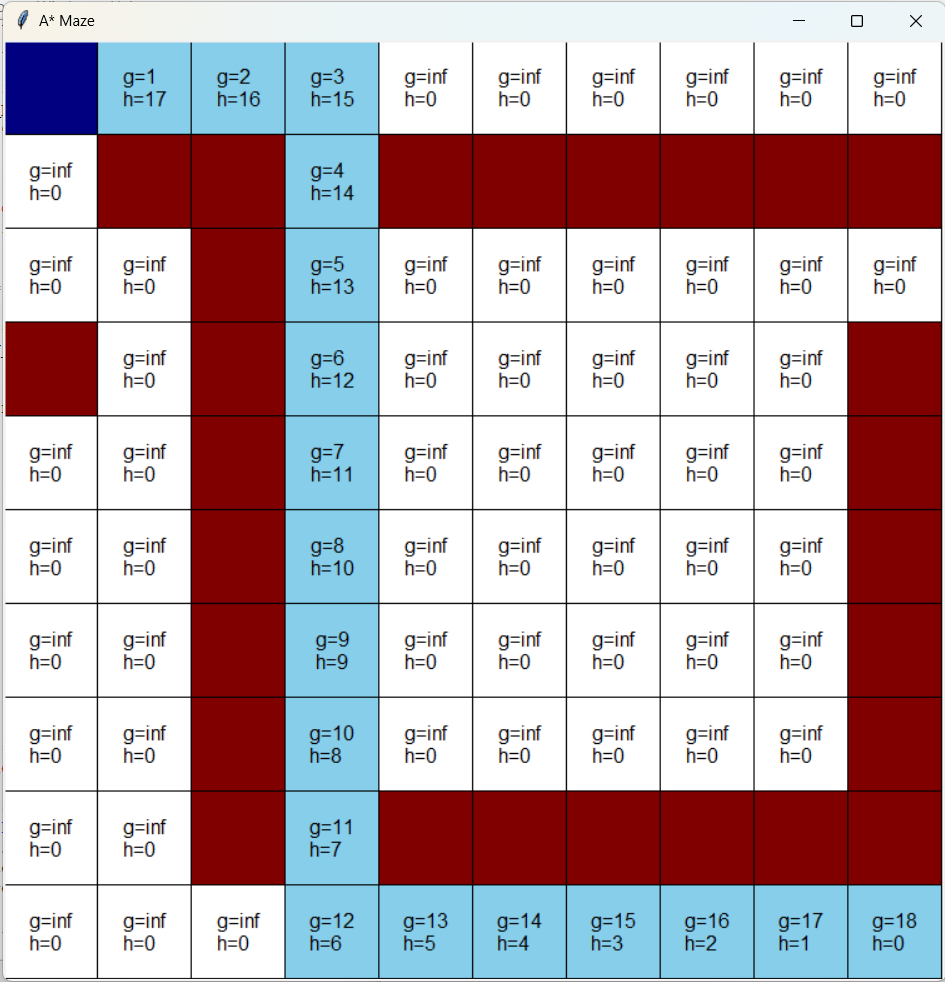 A* Maze
g=1 g=2 g=3 g=inf g=inf g=inf g=inf g=inf g=inf
h=17 h=16 h=15 h=0 h=0 h=0 h=0 h=0 h=0
g=inf g=4
h=0 h=14
g=inf g=inf g=5 g=inf g=inf g=inf g=inf g=inf g=inf
h=0 h=0 h=13 h=0 h=0 h=0 h=0 h=0 h=0
g=inf g=6 g=inf g=inf g=inf g=inf g=inf
h=0 h=12 h=0 h=0 h=0 h=0 h=0
g=inf g=inf g=7 g=inf g=inf g=inf g=inf g=inf
h=0 h=0 h=11 h=0 h=0 h=0 h=0 h=0
g=inf g=inf g=8 g=inf g=inf g=inf g=inf g=inf
h=0 h=0 h=10 h=0 h=0 h=0 h=0 h=0
g=inf g=inf g=9 g=inf g=inf g=inf g=inf g=inf
h=0 h=0 h=9 h=0 h=0 h=0 h=0 h=0
g=inf g=inf g=10 g=inf g=inf g=inf g=inf g=inf
h=0 h=0 h=8 h=0 h=0 h=0 h=0 h=0
g=inf g=inf g=11
h=0 h=0 h=7
g=inf g=inf g=inf g=12 g=13 g=14 g=15 g=16 g=17 g=18
h=0 h=0 h=0 h=6 h=5 h=4 h=3 h=2 h=1 h=0